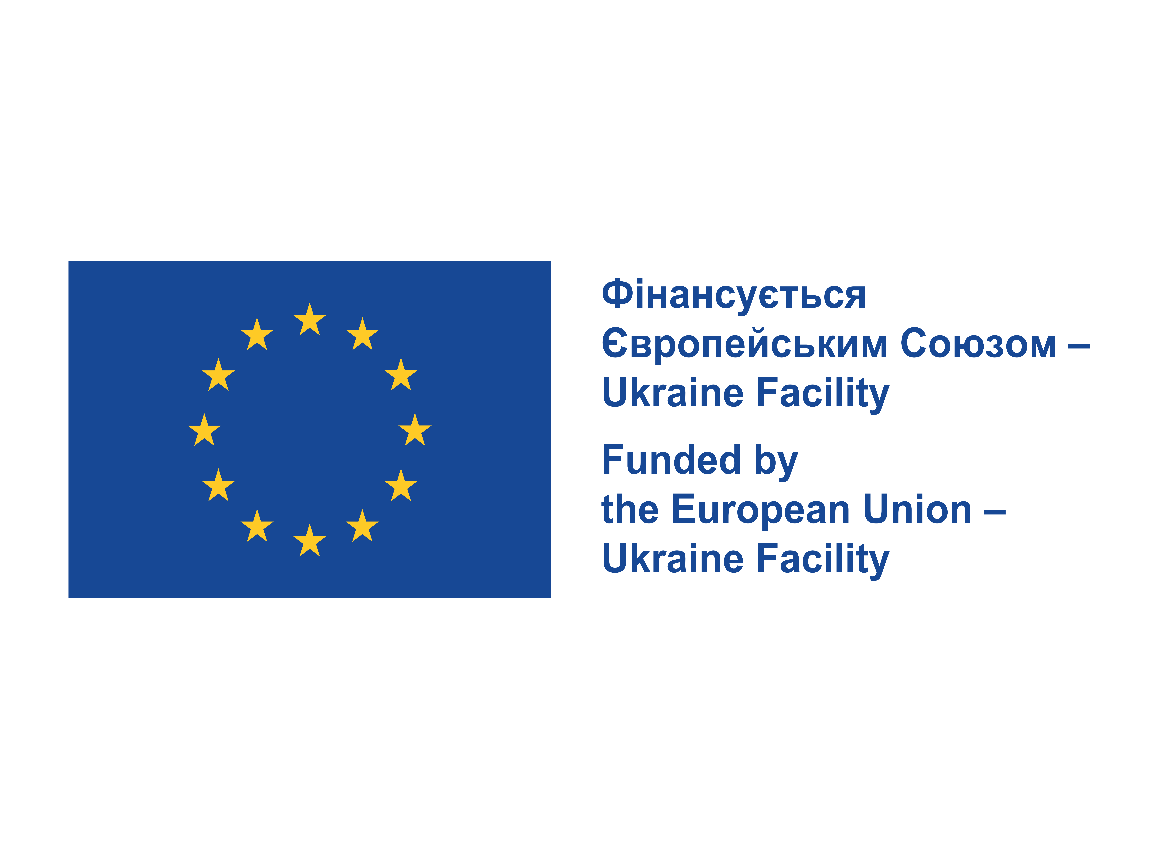 Фінансується
Європейським Союзом –
Ukraine Facility
Funded by
the European Union –
Ukraine Facility